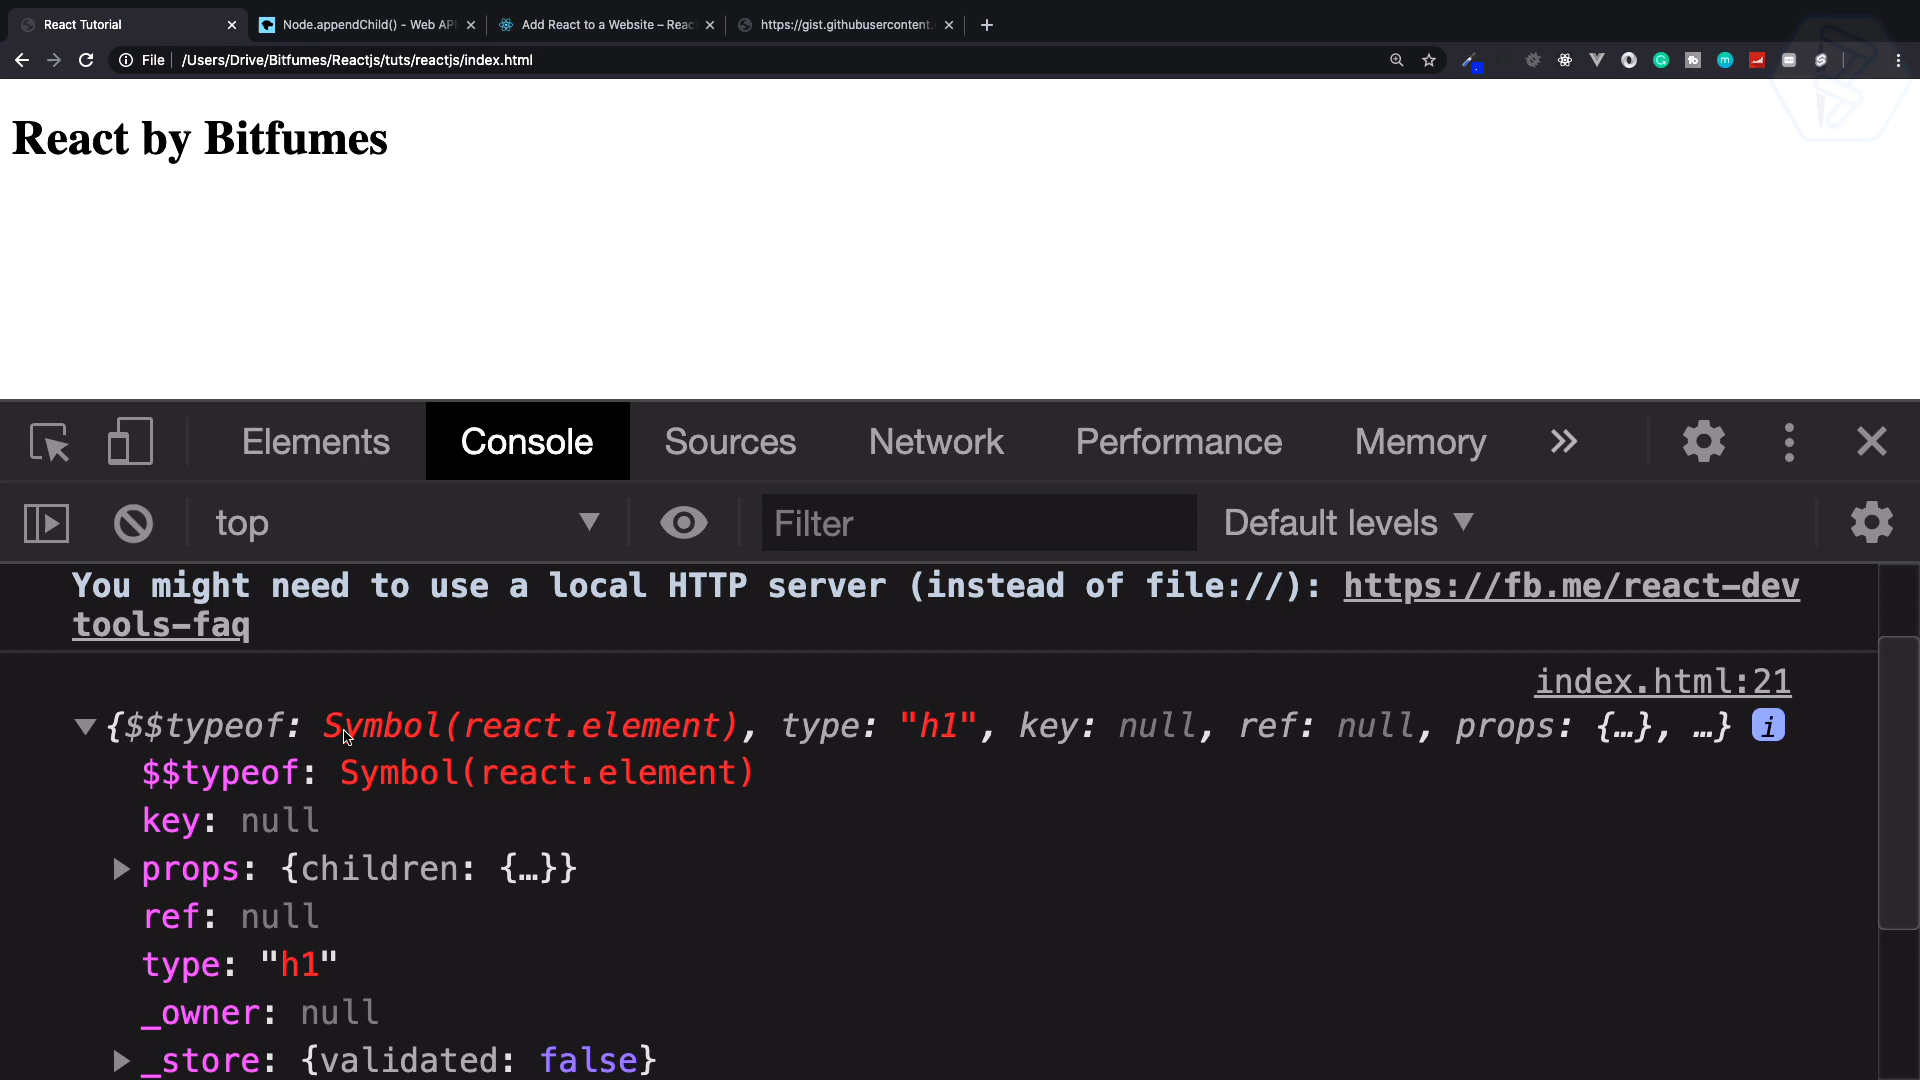 React Tutorial
Node.appendChild() - Web API
Add React to a Website – Reac
https://gist.githubusercontent.
File
/Users/Drive/Bitfumes/Reactjs/tuts/reactjs/index.html
React by Bitfumes
Elements
Console
Sources
Network
Performance
Memory
top
Filter
Default levels
You might need to use a local HTTP server (instead of file://): https://fb.me/react-dev
tools-faq
index.html:21
{$$typeof: Symbol(react.element), type: "h1", key: null, ref: null, props: {…}, …} i
$$typeof: Symbol(react.element)
key: null
props: {children: {…}}
ref: null
type: "h1"
_owner: null
_store: {validated: false}